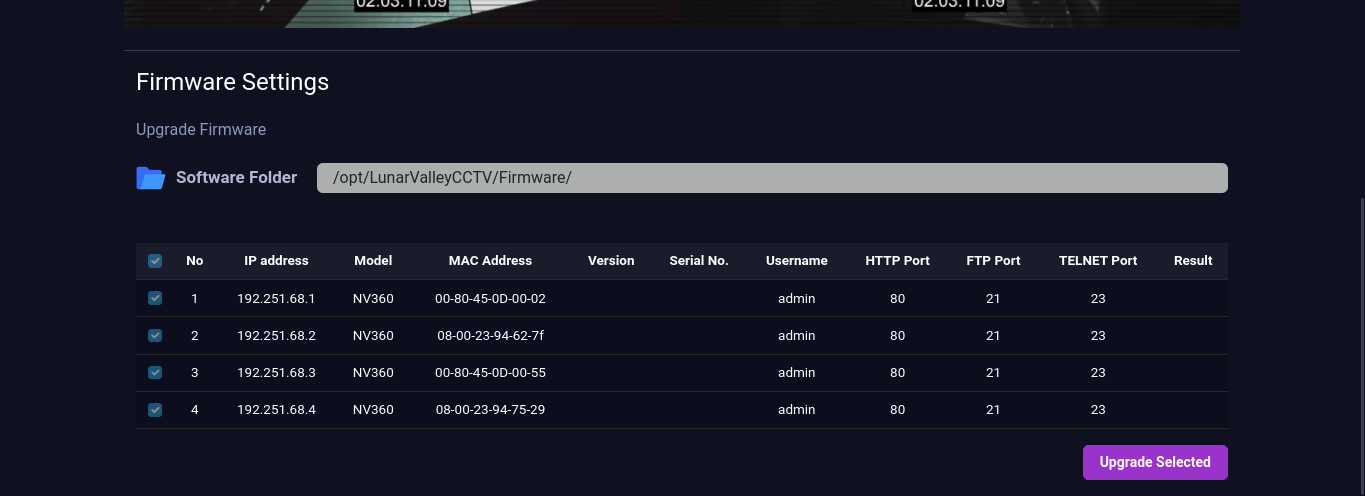 02:03:11:09 02:03:11:09
Firmware Settings
Upgrade Firmware
Software Folder /opt/LunarValleyCCTV/Firmware/
No IP address Model MAC Address Version Serial No. Username HTTP Port FTP Port TELNET Port Result
1 192.251.68.1 NV360 00-80-45-0D-00-02 admin 80 21 23
2 192.251.68.2 NV360 08-00-23-94-62-7f admin 80 21 23
3 192.251.68.3 NV360 00-80-45-0D-00-55 admin 80 21 23
4 192.251.68.4 NV360 08-00-23-94-75-29 admin 80 21 23
Upgrade Selected